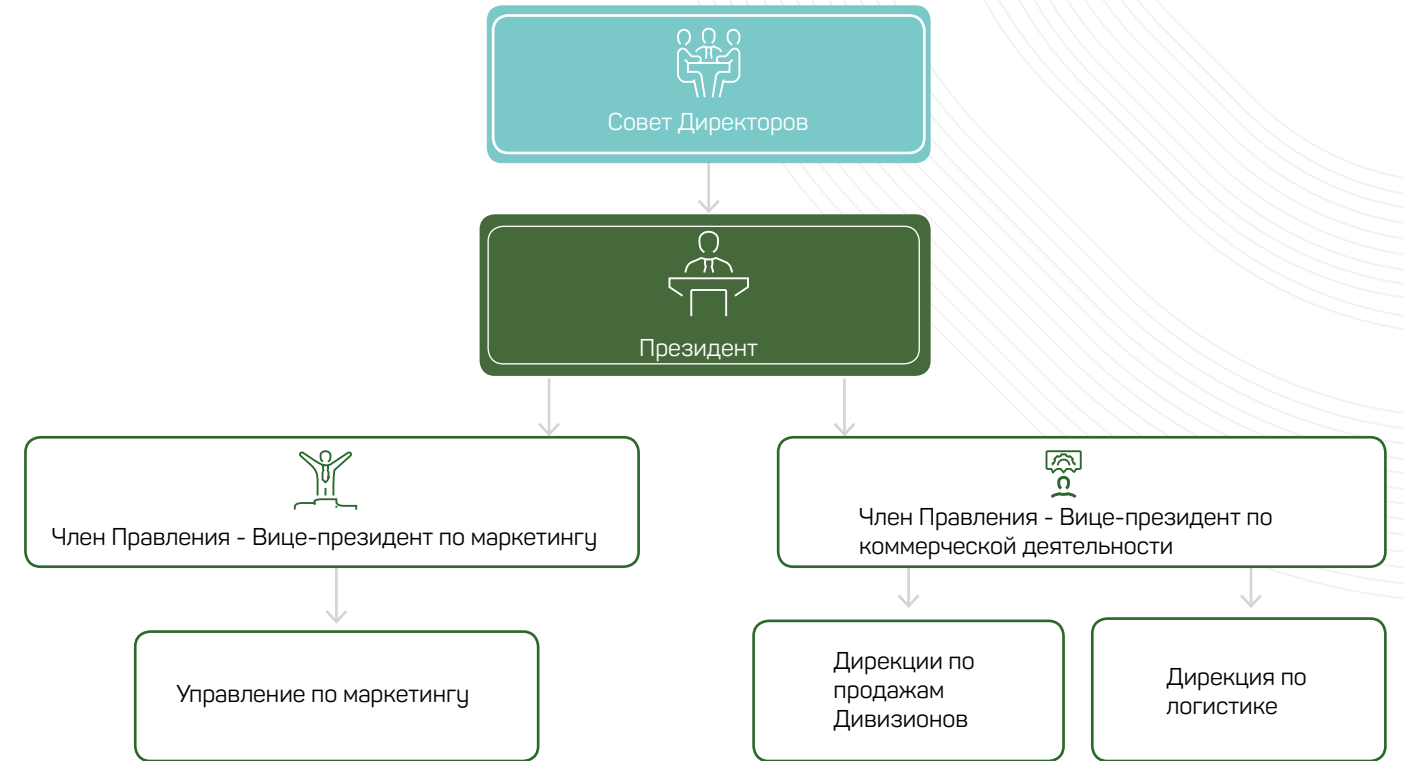 Совет Директоров
Президент
Член Правления - Вице-президент по маркетингу
Член Правления - Вице-президент по
коммерческой деятельности
Управление по маркетингу
Дирекции по
продажам
Дивизионов
Дирекция по
логистике